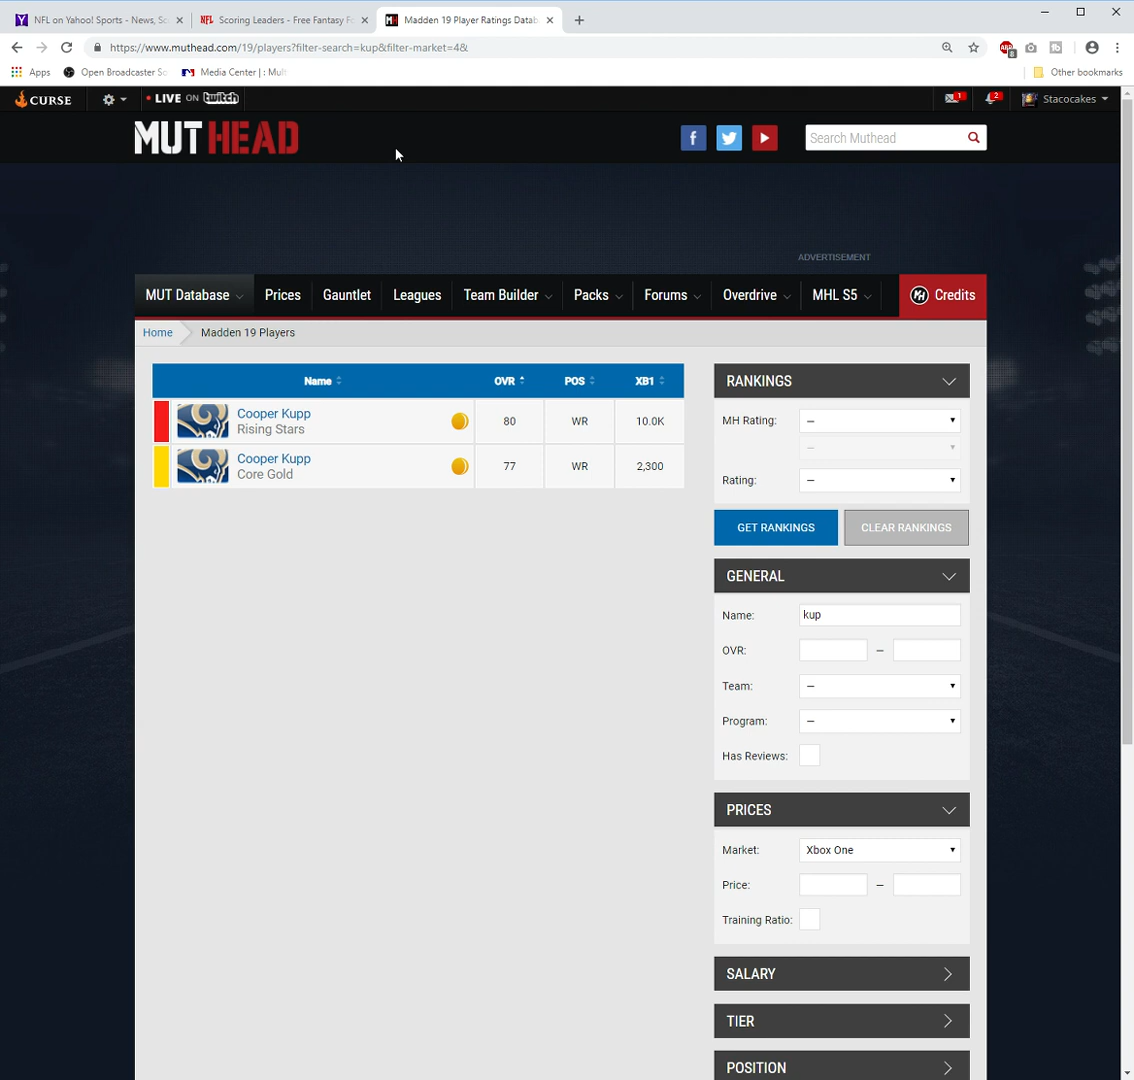 NFL on Yahoo! Sports - News, Sc
Scoring Leaders - Free Fantasy Fo
Madden 19 Player Ratings Datab
https://www.muthead.com/19/players?filter-search=kup&filter-market=4&
8
Apps
Open Broadcaster So
Media Center | : Mult
Other bookmarks
CURSE
LIVE ON twitch
1
2
Stacocakes
MUTHEAD
Search Muthead
ADVERTISEMENT
MUT Database
Prices
Gauntlet
Leagues
Team Builder
Packs
Forums
Overdrive
MHL S5
Credits
Home
Madden 19 Players
Name OVR POS XB1
Cooper Kupp
Rising Stars
80 WR 10.0K
Cooper Kupp
Core Gold
77 WR 2,300
RANKINGS
MH Rating: –
–
Rating: –
GET RANKINGS
CLEAR RANKINGS
GENERAL
Name: kup
OVR: –
Team: –
Program: –
Has Reviews:
PRICES
Market: Xbox One
Price: –
Training Ratio:
SALARY
TIER
POSITION